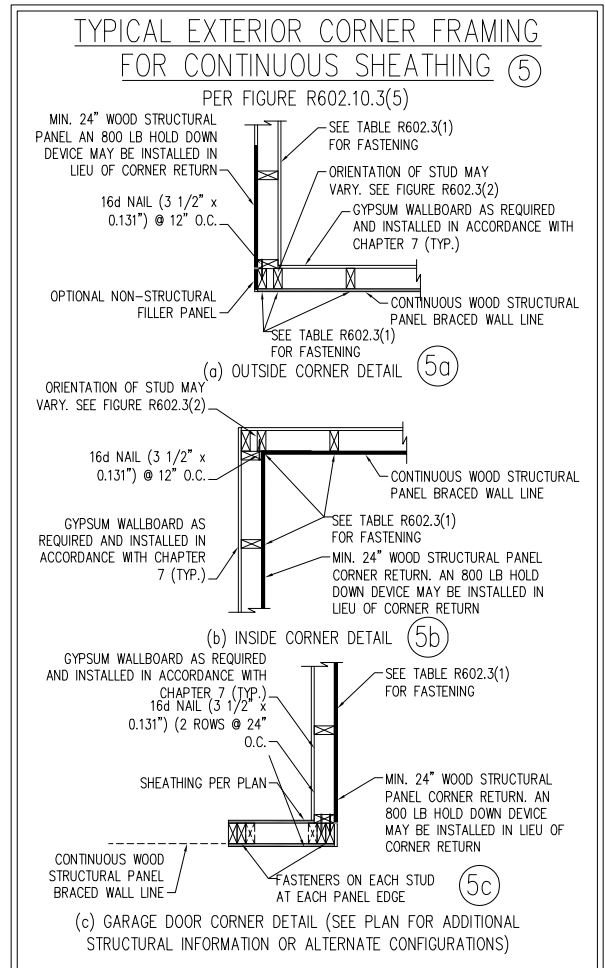 TYPICAL EXTERIOR CORNER FRAMING
FOR CONTINUOUS SHEATHING 5
PER FIGURE R602.10.3(5)
MIN. 24" WOOD STRUCTURAL
PANEL AN 800 LB HOLD DOWN
DEVICE MAY BE INSTALLED IN
LIEU OF CORNER RETURN
16d NAIL (3 1/2" x
0.131") @ 12" O.C.
OPTIONAL NON-STRUCTURAL
FILLER PANEL
SEE TABLE R602.3(1)
FOR FASTENING
ORIENTATION OF STUD MAY
VARY. SEE FIGURE R602.3(2)
GYPSUM WALLBOARD AS REQUIRED
AND INSTALLED IN ACCORDANCE WITH
CHAPTER 7 (TYP.)
CONTINUOUS WOOD STRUCTURAL
PANEL BRACED WALL LINE
SEE TABLE R602.3(1)
FOR FASTENING
(a) OUTSIDE CORNER DETAIL 5a
ORIENTATION OF STUD MAY
VARY. SEE FIGURE R602.3(2)
16d NAIL (3 1/2" x
0.131") @ 12" O.C.
GYPSUM WALLBOARD AS
REQUIRED AND INSTALLED IN
ACCORDANCE WITH CHAPTER
7 (TYP.)
CONTINUOUS WOOD STRUCTURAL
PANEL BRACED WALL LINE
SEE TABLE R602.3(1)
FOR FASTENING
MIN. 24" WOOD STRUCTURAL PANEL
CORNER RETURN. AN 800 LB HOLD
DOWN DEVICE MAY BE INSTALLED IN
LIEU OF CORNER RETURN
(b) INSIDE CORNER DETAIL 5b
GYPSUM WALLBOARD AS REQUIRED
AND INSTALLED IN ACCORDANCE WITH
CHAPTER 7 (TYP.)
16d NAIL (3 1/2" x
0.131") (2 ROWS @ 24"
O.C.
SHEATHING PER PLAN
CONTINUOUS WOOD
STRUCTURAL PANEL
BRACED WALL LINE
SEE TABLE R602.3(1)
FOR FASTENING
MIN. 24" WOOD STRUCTURAL
PANEL CORNER RETURN. AN
800 LB HOLD DOWN DEVICE
MAY BE INSTALLED IN LIEU OF
CORNER RETURN
FASTENERS ON EACH STUD
AT EACH PANEL EDGE
5c
(c) GARAGE DOOR CORNER DETAIL (SEE PLAN FOR ADDITIONAL
STRUCTURAL INFORMATION OR ALTERNATE CONFIGURATIONS)